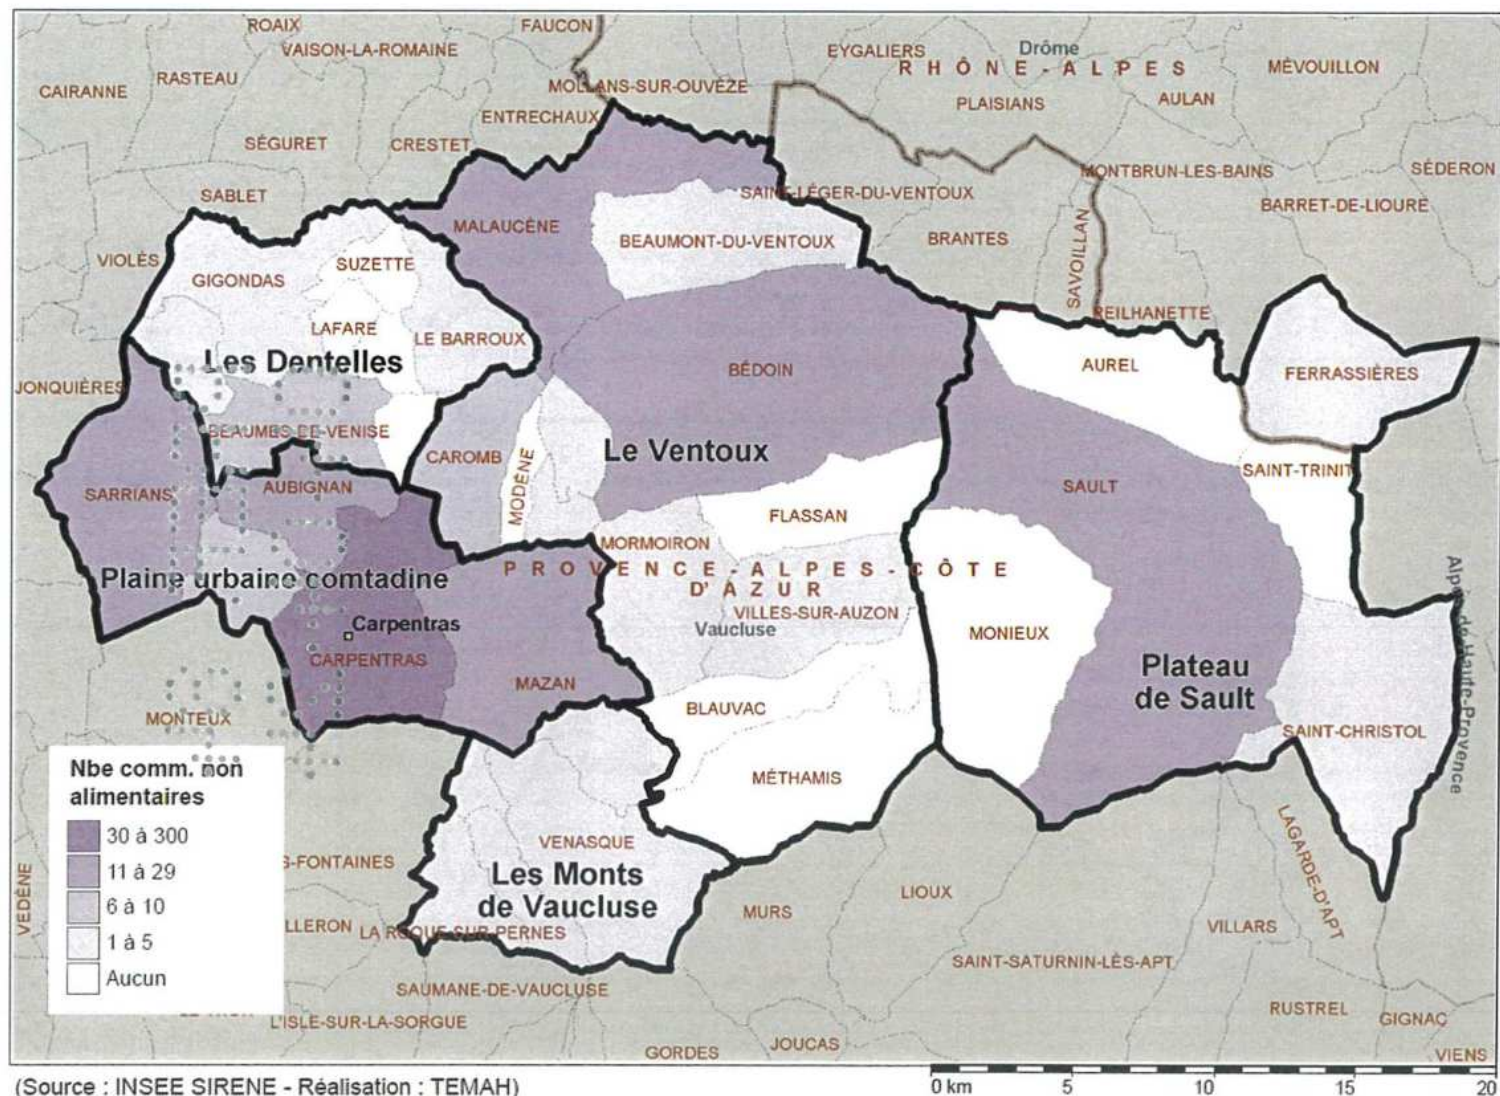 ROAIX
FAUCON
VAISON-LA-ROMAINE
EYGALIERS
Drôme
RHÔNE-ALPES
MÉVOUILLON
CAIRANNE
RASTEAU
MOLLANS-SUR-OUVÈZE
PLAISIANS
AULAN
ENTRECHAUX
SÉGURET
CRESTET
MONTBRUN-LES-BAINS
SÉDERON
SABLET
SAINT-LÉGER-DU-VENTOUX
BARRET-DE-LIOURE
MALAUCÈNE
BEAUMONT-DU-VENTOUX
BRANTES
SAVOILLAN
VIOLÈS
GIGONDAS
SUZETTE
REILHANETTE
LAFARE
LE BARROUX
Les Dentelles
BÉDOIN
AUREL
FERRASSIÈRES
JONQUIÈRES
BEAUMES-DE-VENISE
CAROMB
MODÈNE
Le Ventoux
SAINT-TRINIT
SARRIANS
AUBIGNAN
SAULT
FLASSAN
MORMOIRON
PROVENCE-ALPES-CÔTE
D'AZUR
Plaine urbaine comtadine
VILLES-SUR-AUZON
Vaucluse
Carpentras
MONIEUX
CARPENTRAS
MAZAN
Plateau
de Sault
Alpes-de-Haute-Provence
MONTEUX
BLAUVAC
SAINT-CHRISTOL
MÉTHAMIS
Nbe comm. non
alimentaires
30 à 300
11 à 29
6 à 10
1 à 5
Aucun
VEDÈNE
S-FONTAINES
VENASQUE
Les Monts
de Vaucluse
LAGARDE-D'APT
LIOUX
MURS
LLERON
LA ROQUE-SUR-PERNES
VILLARS
SAINT-SATURNIN-LÈS-APT
SAUMANE-DE-VAUCLUSE
RUSTREL
GIGNAC
L'ISLE-SUR-LA-SORGUE
JOUCAS
GORDES
VIENS
(Source : INSEE SIRENE - Réalisation : TEMAH)
0 km 5 10 15 20